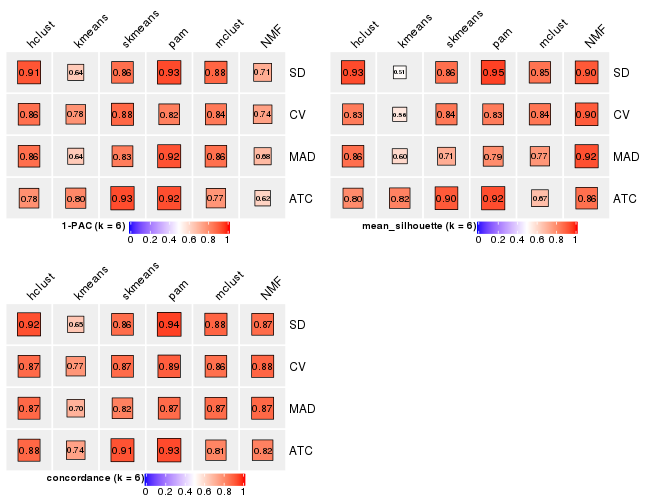 hclust kmeans skmeans pam mclust NMF
0.91 0.64 0.86 0.93 0.88 0.71 SD
0.86 0.78 0.88 0.82 0.84 0.74 CV
0.86 0.64 0.83 0.92 0.86 0.68 MAD
0.78 0.80 0.93 0.92 0.77 0.62 ATC
1-PAC (k = 6)
0 0.2 0.4 0.6 0.8 1
hclust kmeans skmeans pam mclust NMF
0.93 0.51 0.86 0.95 0.85 0.90 SD
0.83 0.56 0.84 0.83 0.84 0.90 CV
0.86 0.60 0.71 0.79 0.77 0.92 MAD
0.80 0.82 0.90 0.92 0.67 0.86 ATC
mean_silhouette (k = 6)
0 0.2 0.4 0.6 0.8 1
hclust kmeans skmeans pam mclust NMF
0.92 0.65 0.86 0.94 0.88 0.87 SD
0.87 0.77 0.87 0.89 0.86 0.88 CV
0.87 0.70 0.82 0.87 0.87 0.87 MAD
0.88 0.74 0.91 0.93 0.81 0.82 ATC
concordance (k = 6)
0 0.2 0.4 0.6 0.8 1